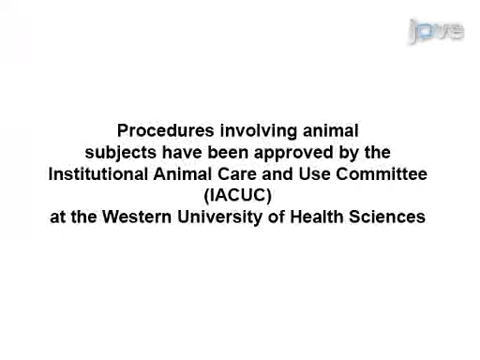 jove
Procedures involving animal
subjects have been approved by the
Institutional Animal Care and Use Committee
(IACUC)
at the Western University of Health Sciences